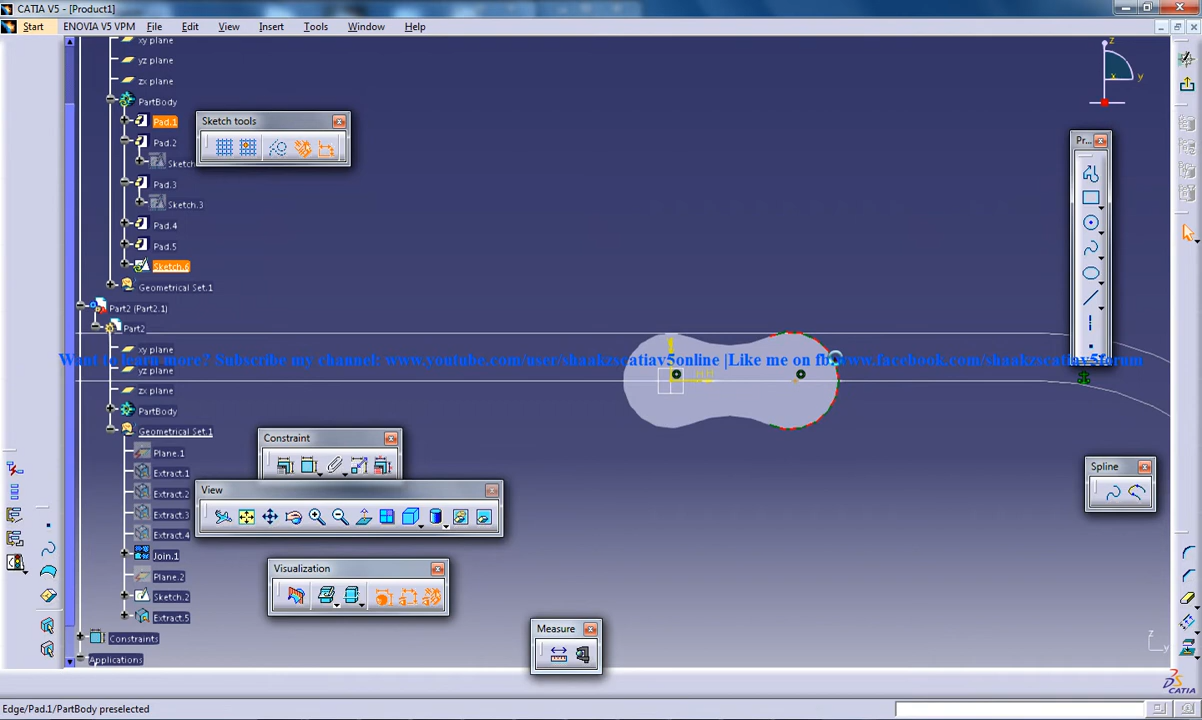 CATIA V5 - [Product1]
Start ENOVIA V5 VPM File Edit View Insert Tools Window Help
xy plane
yz plane
zx plane
PartBody
Pad.1
Pad.2
Sketch
Pad.3
Sketch.3
Pad.4
Pad.5
Geometrical Set.1
Part2 (Part2.1)
Part2
xy plane
yz plane
zx plane
PartBody
Geometrical Set.1
Plane.1
Extract.1
Extract.2
Extract.3
Extract.4
Join.1
Plane.2
Sketch.2
Extract.5
Constraints
Applications
Sketch tools
Pr...
z
y
x
Want to learn more? Subscribe my channel: www.youtube.com/user/shaakzscatiav5online |Like me on fb:www.facebook.com/shaakzscatiav5forum
Constraint
View
Visualization
Measure
Spline
z
y
CATIA
Edge/Pad.1/PartBody preselected